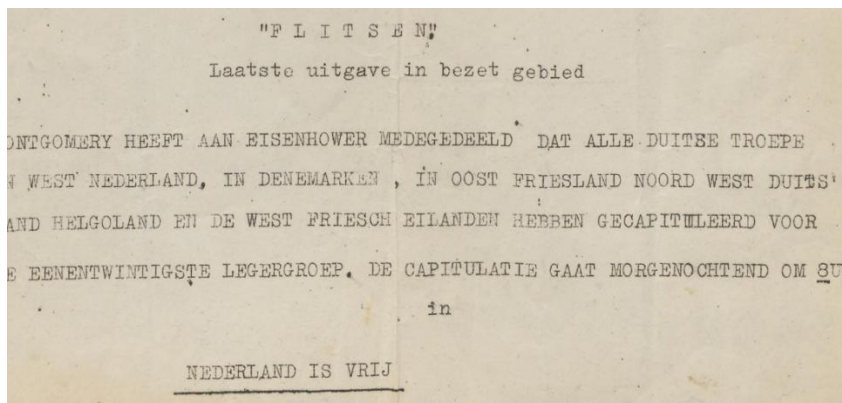 "F L I T S E N"
Laatste uitgave in bezet gebied
ONTGOMERY HEEFT AAN EISENHOWER MEDEGEDEELD DAT ALLE DUITSE TROEPE
N WEST NEDERLAND, IN DENEMARKEN , IN OOST FRIESLAND NOORD WEST DUITS
AND HELGOLAND EN DE WEST FRIESCH EILANDEN HEBBEN GECAPITULEERD VOOR
E EENENTWINTIGSTE LEGERGROEP. DE CAPITULATIE GAAT MORGENOCHTEND OM 8U
in
NEDERLAND IS VRIJ